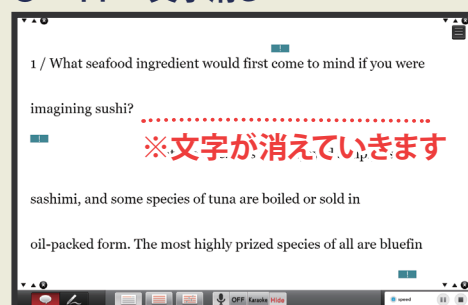 1 / What seafood ingredient would first come to mind if you were
imagining sushi?
※文字が消えていきます
sashimi, and some species of tuna are boiled or sold in
oil-packed form. The most highly prized species of all are bluefin
OFF Karaoke Hide
speed